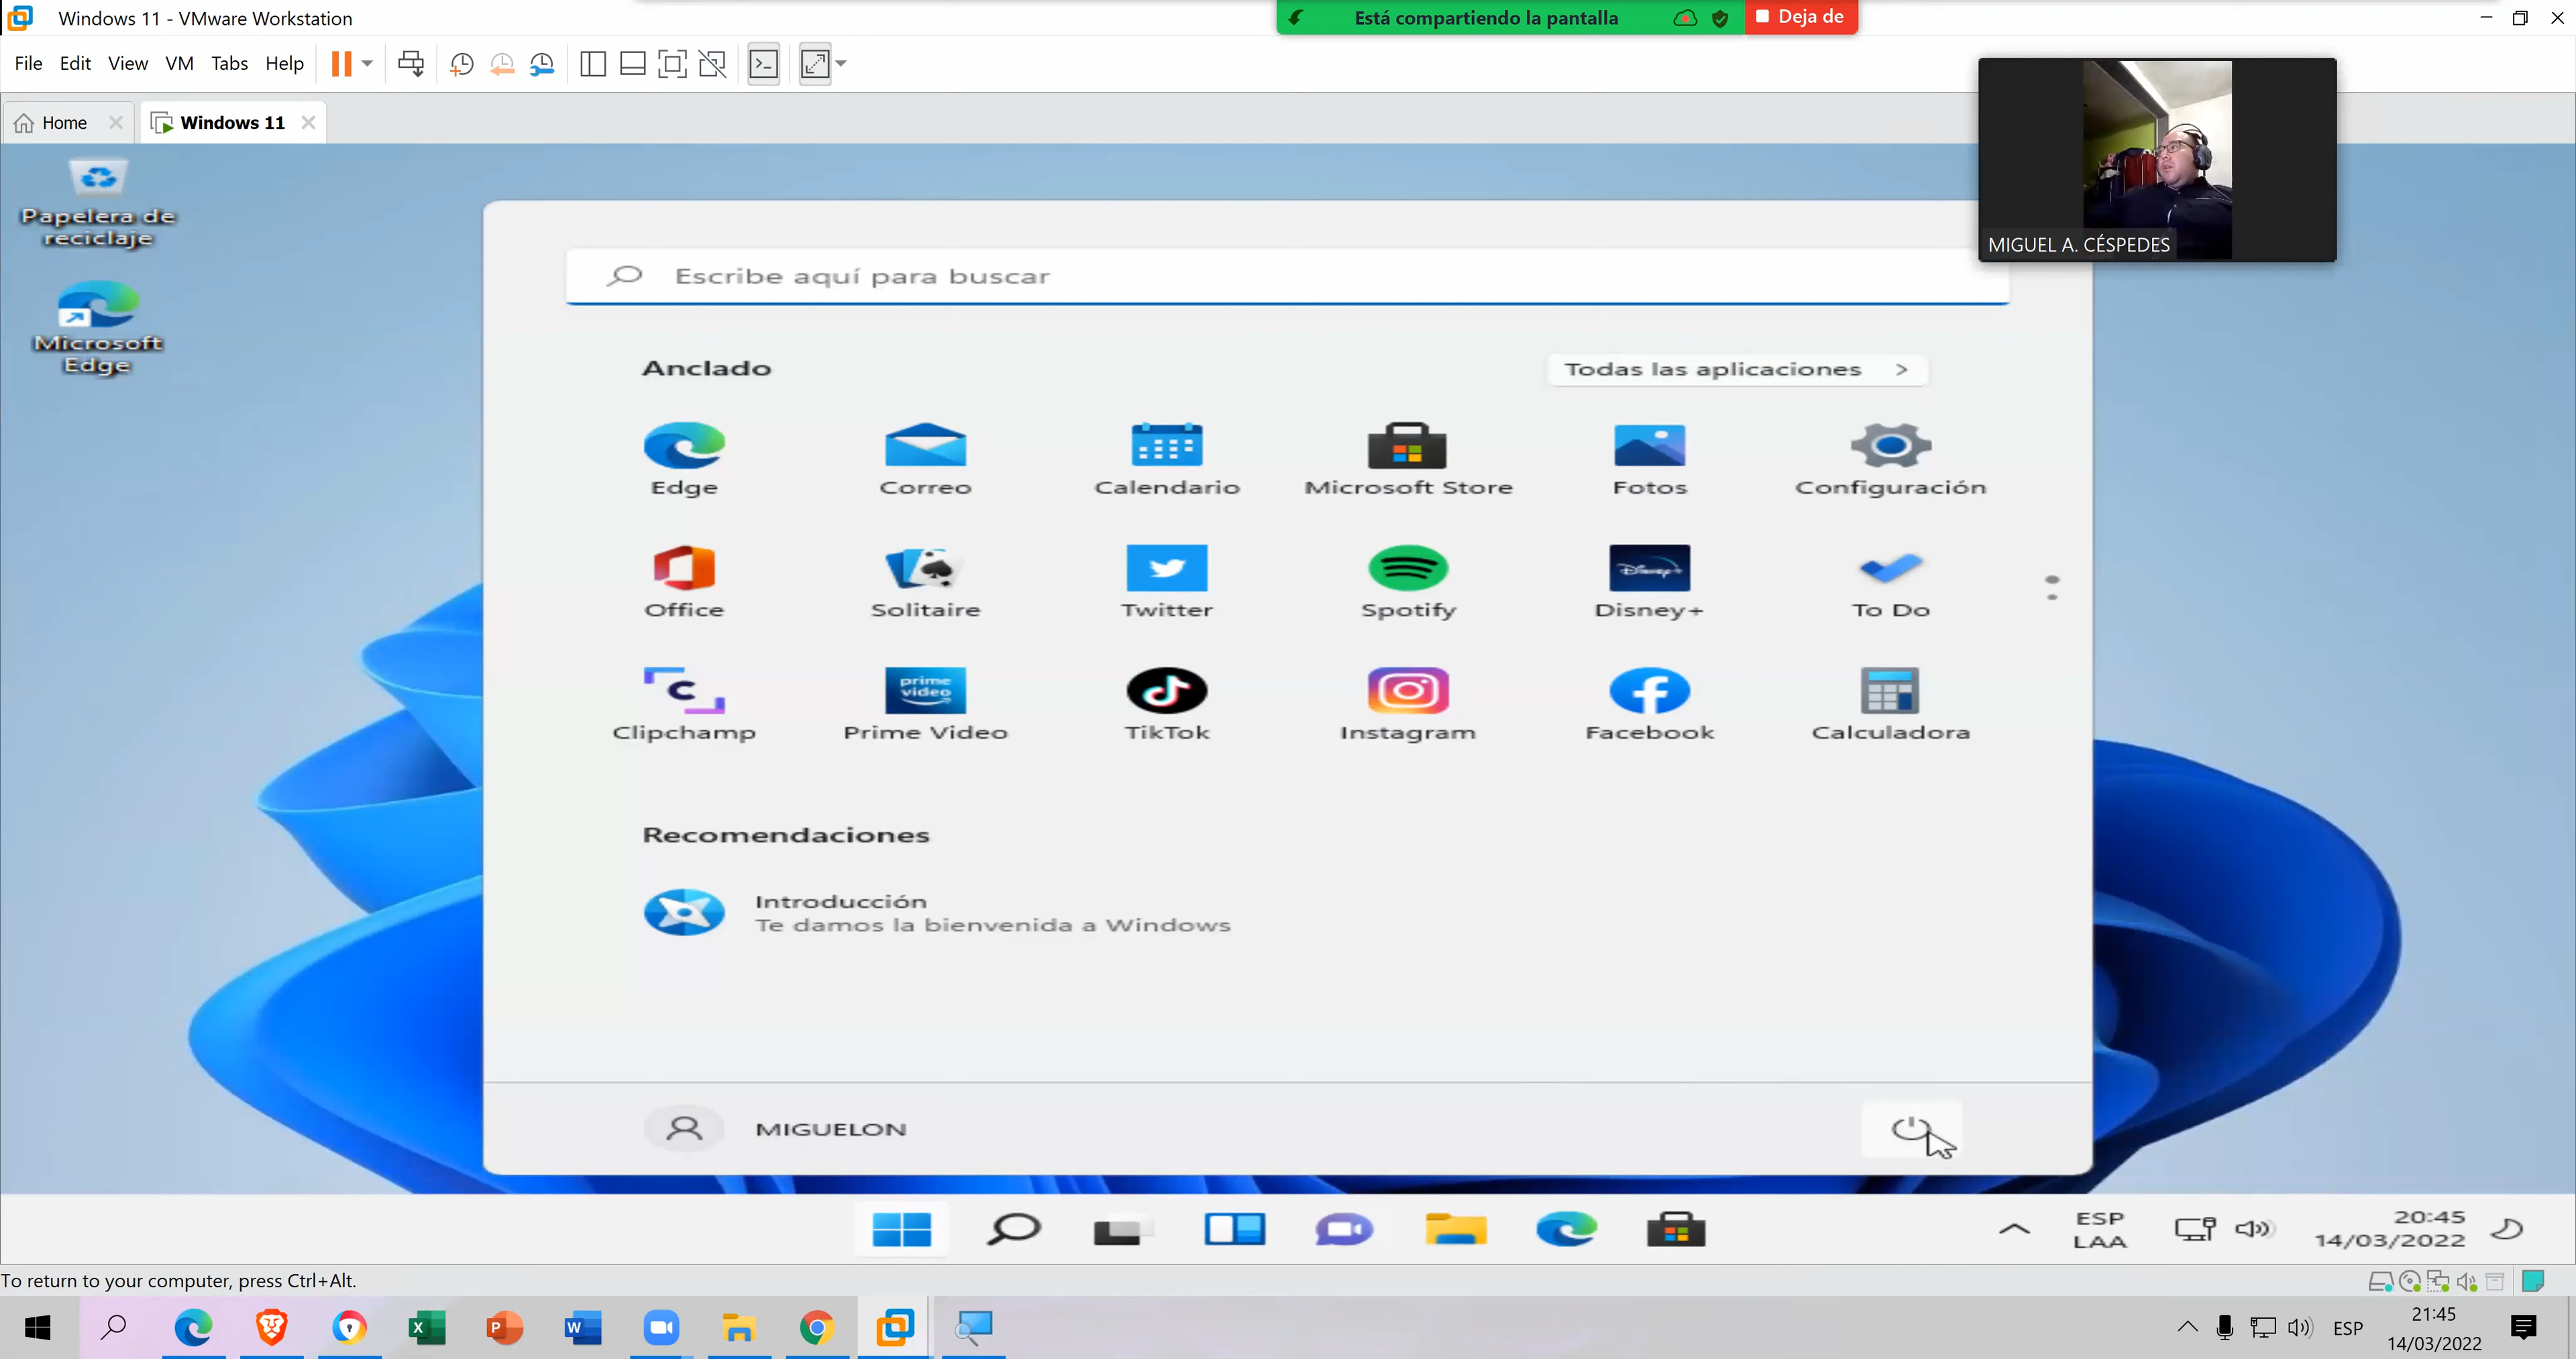 Windows 11 - VMware Workstation
Está compartiendo la pantalla
Deja de
File Edit View VM Tabs Help
Home
Windows 11
MIGUEL A. CÉSPEDES
Papelera de
reciclaje
Microsoft
Edge
Escribe aquí para buscar
Anclado
Todas las aplicaciones >
Edge
Correo
Calendario
Microsoft Store
Fotos
Configuración
Disney+
Office
Solitaire
Twitter
Spotify
Disney+
To Do
prime
video
Clipchamp
Prime Video
TikTok
Instagram
Facebook
Calculadora
Recomendaciones
Introducción
Te damos la bienvenida a Windows
MIGUELON
ESP
LAA
20:45
14/03/2022
To return to your computer, press Ctrl+Alt.
ESP
21:45
14/03/2022